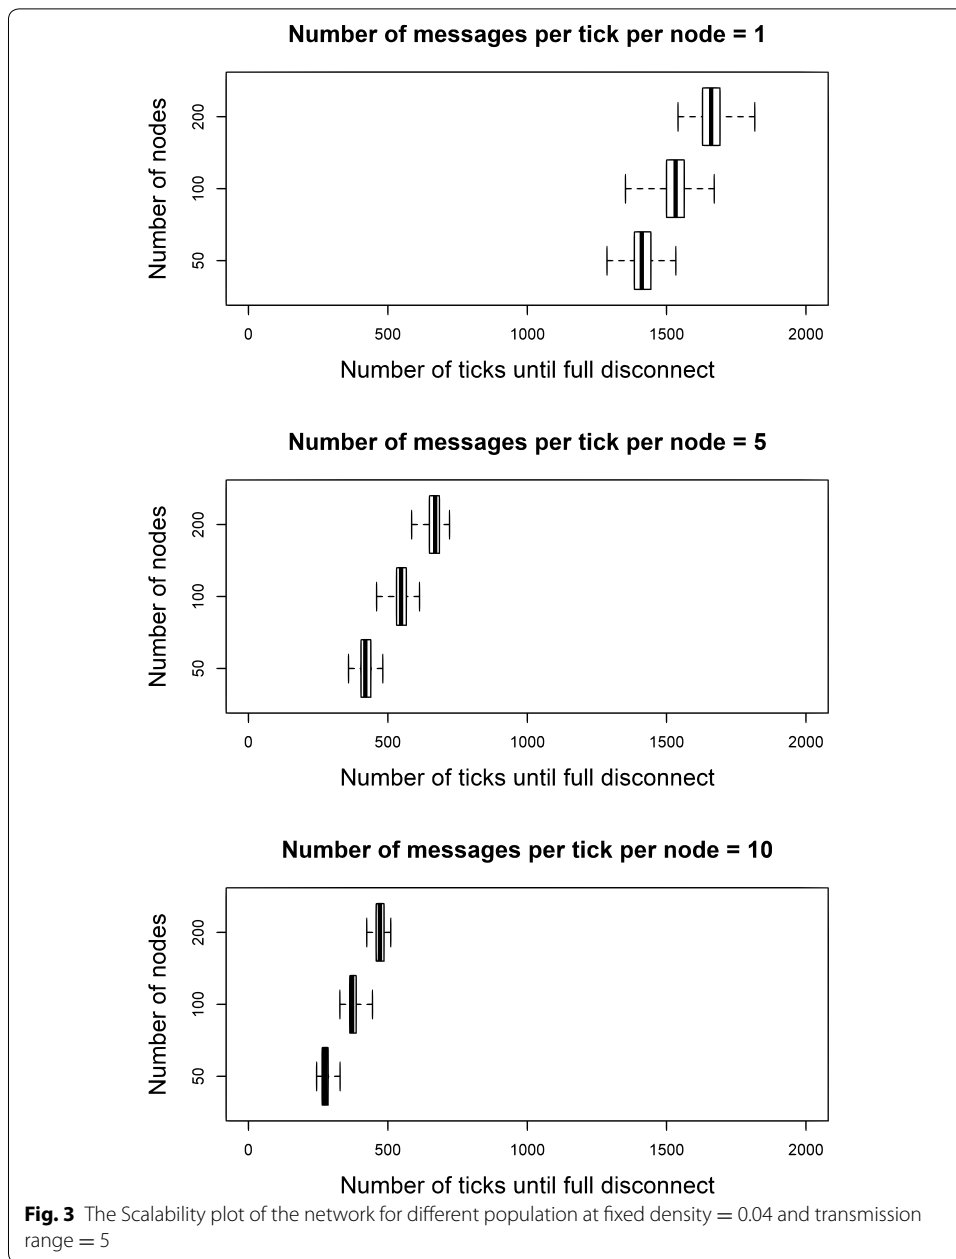 Number of messages per tick per node = 1
Number of nodes
200
100
50
0 500 1000 1500 2000
Number of ticks until full disconnect
Number of messages per tick per node = 5
Number of nodes
200
100
50
0 500 1000 1500 2000
Number of ticks until full disconnect
Number of messages per tick per node = 10
Number of nodes
200
100
50
0 500 1000 1500 2000
Number of ticks until full disconnect
Fig. 3 The Scalability plot of the network for different population at fixed density = 0.04 and transmission
range = 5